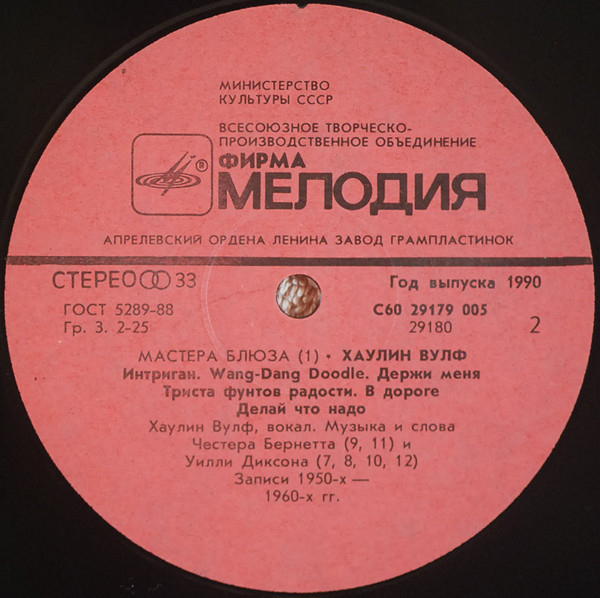 МИНИСТЕРСТВО
КУЛЬТУРЫ СССР
ВСЕСОЮЗНОЕ ТВОРЧЕСКО-
ПРОИЗВОДСТВЕННОЕ ОБЪЕДИНЕНИЕ
ФИРМА
® МЕЛОДИЯ
АПРЕЛЕВСКИЙ ОРДЕНА ЛЕНИНА ЗАВОД ГРАМПЛАСТИНОК
СТЕРЕО 33 Год выпуска 1990
ГОСТ 5289-88 С60 29179 005
Гр. 3. 2-25 29180 2
МАСТЕРА БЛЮЗА (1) • ХАУЛИН ВУЛФ
Интриган. Wang-Dang Doodle. Держи меня
Триста фунтов радости. В дороге
Делай что надо
Хаулин Вулф, вокал. Музыка и слова
Честера Бернетта (9, 11) и
Уилли Диксона (7, 8, 10, 12)
Записи 1950-х —
1960-х гг.